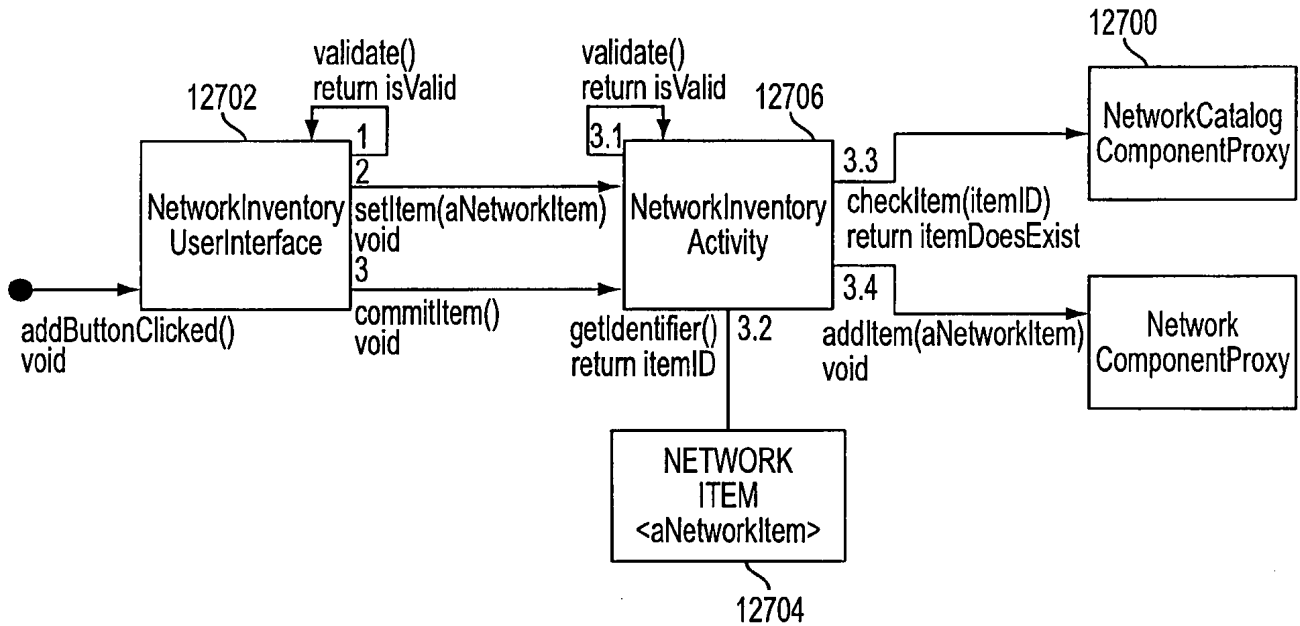 12700
validate()
return isValid
validate()
return isValid
12702
12706
1
3.1
3.3
2
NetworkCatalog
ComponentProxy
NetworkInventory
UserInterface
setItem(aNetworkItem)
void
NetworkInventory
Activity
checkItem(itemID)
return itemDoesExist
3
3.4
addButtonClicked()
void
commitItem()
void
getIdentifier()
return itemID
3.2
addItem(aNetworkItem)
void
Network
ComponentProxy
NETWORK
ITEM
<aNetworkItem>
12704